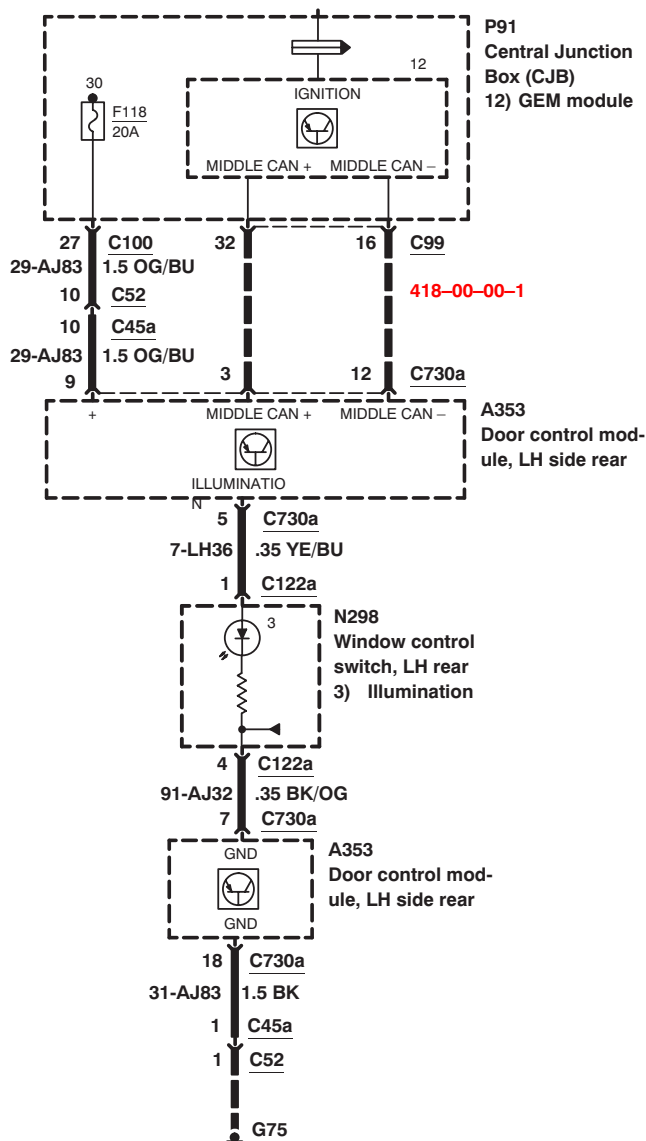 P91
Central Junction
Box (CJB)
12) GEM module
12
IGNITION
30
F118
20A
MIDDLE CAN + MIDDLE CAN –
27 C100 32 16 C99
29-AJ83 1.5 OG/BU
418–00–00–1
10 C52
10 C45a
29-AJ83 1.5 OG/BU
9 3 12 C730a
+ MIDDLE CAN + MIDDLE CAN –
A353
Door control mod-
ule, LH side rear
ILLUMINATIO
N
5 C730a
7-LH36 .35 YE/BU
1 C122a
3
N298
Window control
switch, LH rear
3) Illumination
4 C122a
91-AJ32 .35 BK/OG
7 C730a
GND
A353
Door control mod-
ule, LH side rear
GND
18 C730a
31-AJ83 1.5 BK
1 C45a
1 C52
G75